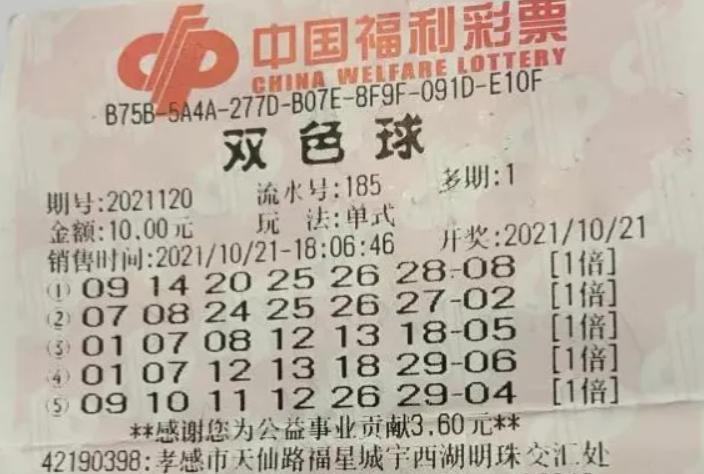 中国福利彩票
CHINA WELFARE LOTTERY
B75B-5A4A-277D-B07E-8F9F-091D-E10F
双色球
期号:2021120 流水号:185 多期:1
金额:10.00元 玩 法:单式
销售时间:2021/10/21-18:06:46 开奖:2021/10/21
① 09 14 20 25 26 28-08 [1倍]
② 07 08 24 25 26 27-02 [1倍]
③ 01 07 08 12 13 18-05 [1倍]
④ 01 07 12 13 18 29-06 [1倍]
⑤ 09 10 11 12 26 29-04 [1倍]
**感谢您为公益事业贡献3.60元**
42190398:孝感市天仙路福星城宇西湖明珠交汇处